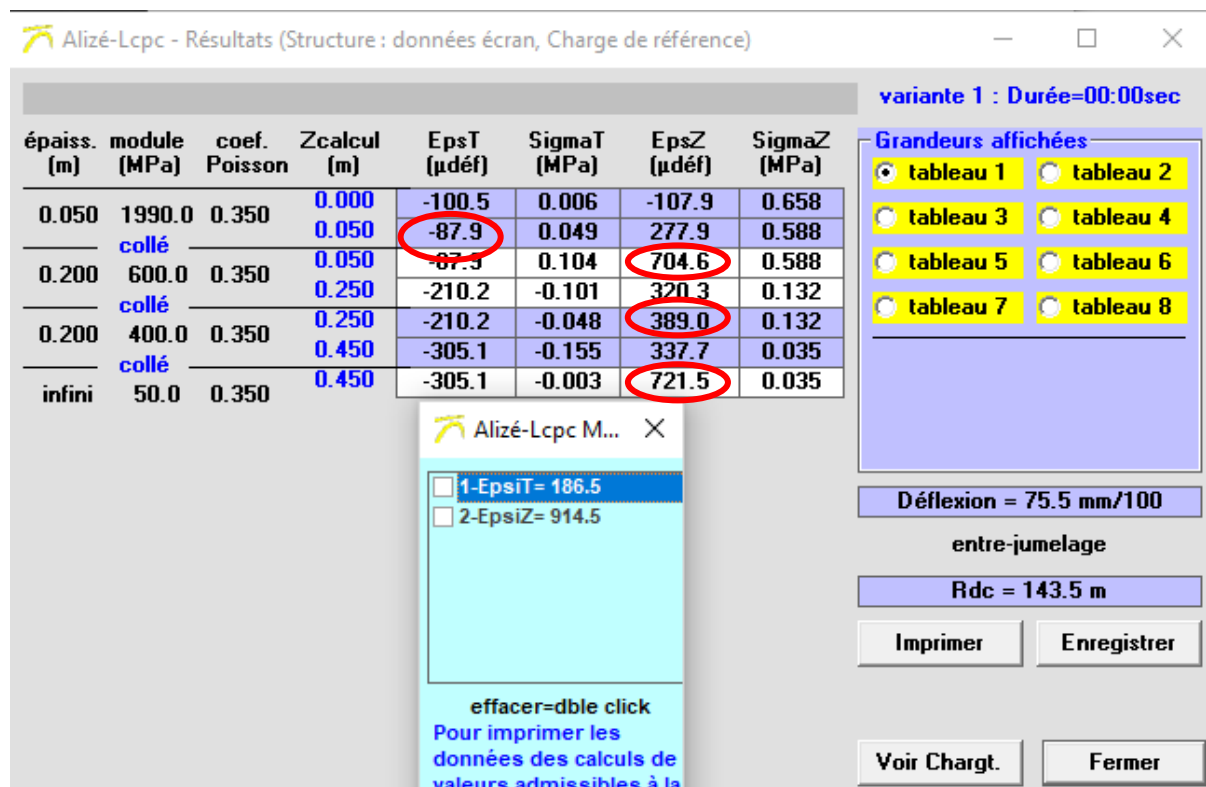 Alizé-Lcpc - Résultats (Structure : données écran, Charge de référence)
variante 1 : Durée=00:00sec
épaiss. module coef. Zcalcul EpsT SigmaT EpsZ SigmaZ
(m) (MPa) Poisson (m) (µdéf) (MPa) (µdéf) (MPa)
Grandeurs affichées
tableau 1 tableau 2
tableau 3 tableau 4
tableau 5 tableau 6
tableau 7 tableau 8
0.000 -100.5 0.006 -107.9 0.658
0.050 1990.0 0.350
0.050 -87.9 0.049 277.9 0.588
collé
0.050 -87.9 0.104 704.6 0.588
0.200 600.0 0.350
0.250 -210.2 -0.101 320.3 0.132
collé
0.250 -210.2 -0.048 389.0 0.132
0.200 400.0 0.350
0.450 -305.1 -0.155 337.7 0.035
collé
0.450 -305.1 -0.003 721.5 0.035
infini 50.0 0.350
Alizé-Lcpc M...
1-EpsiT= 186.5
2-EpsiZ= 914.5
effacer=dble click
Pour imprimer les
données des calculs de
valeurs admissibles à la
Déflexion = 75.5 mm/100
entre-jumelage
Rdc = 143.5 m
Imprimer Enregistrer
Voir Chargt. Fermer